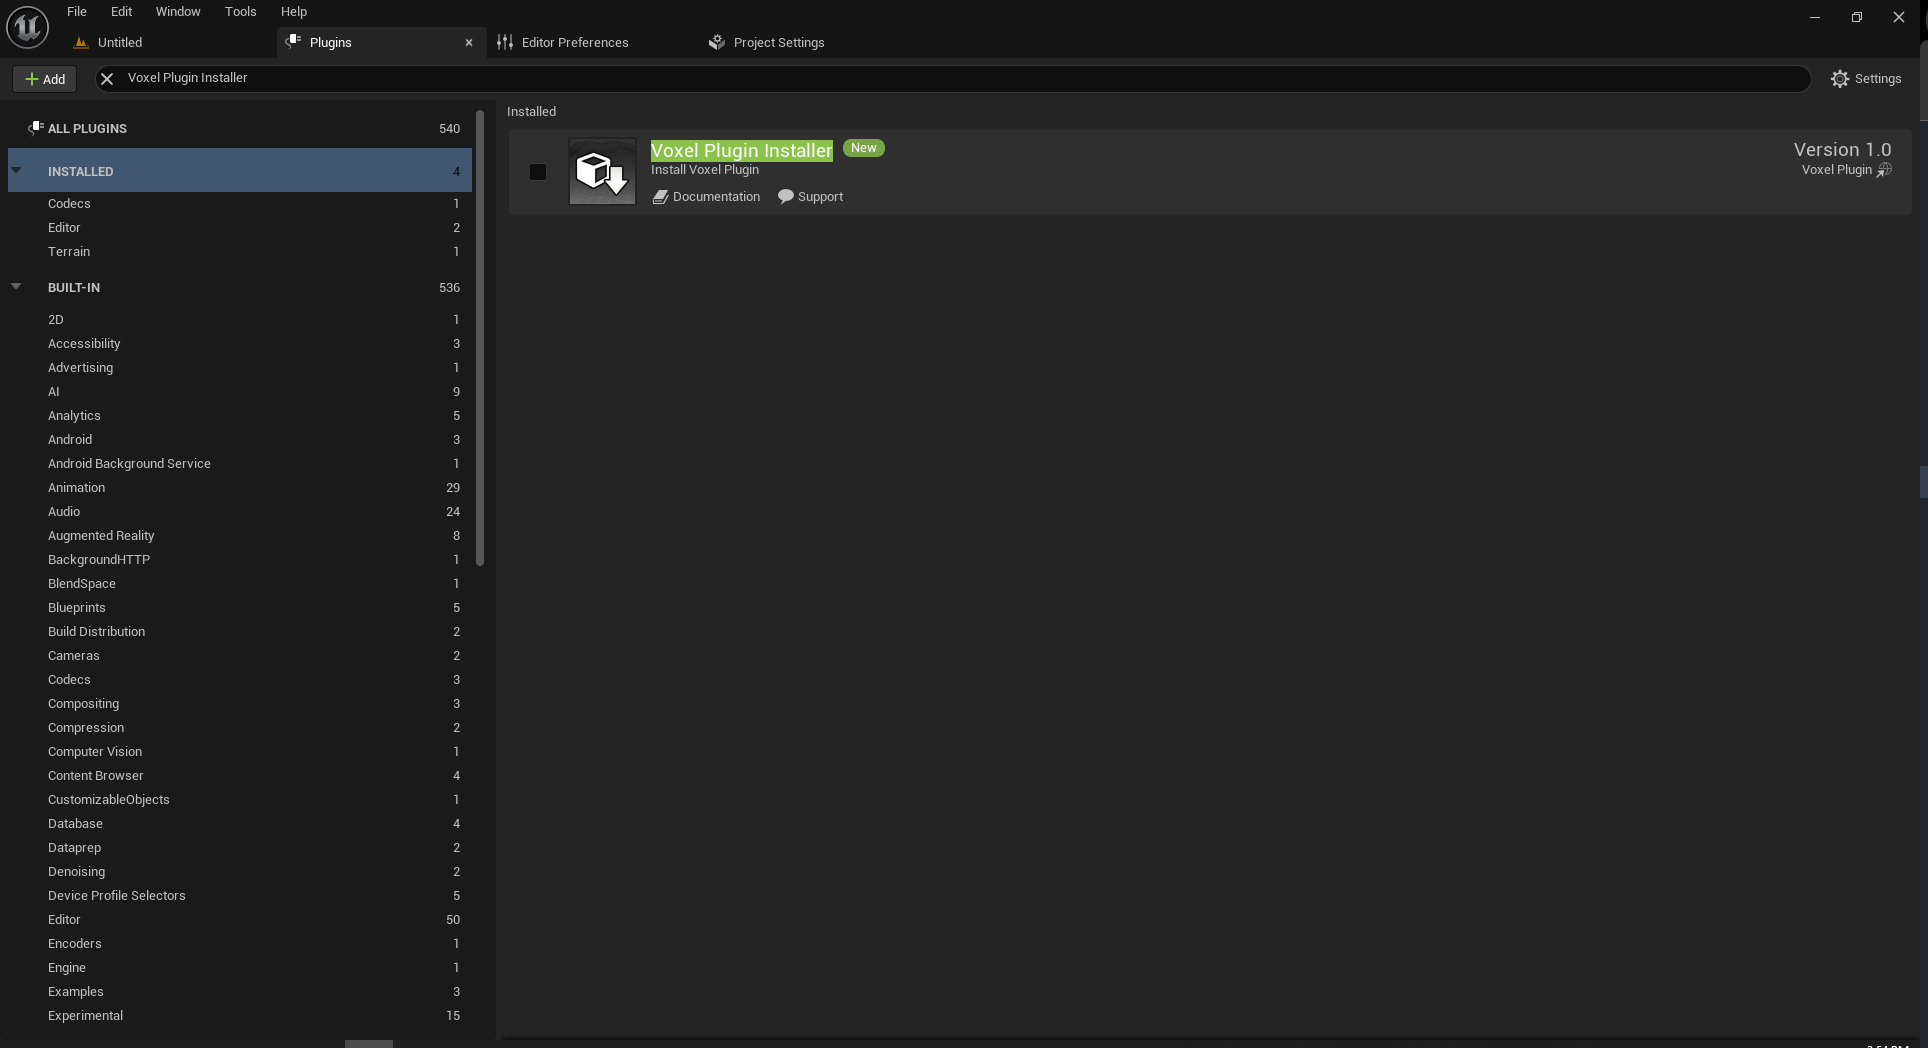 File Edit Window Tools Help
Untitled
Plugins
Editor Preferences
Project Settings
Add
Voxel Plugin Installer
Settings
ALL PLUGINS 540
INSTALLED 4
Codecs 1
Editor 2
Terrain 1
BUILT-IN 536
2D 1
Accessibility 3
Advertising 1
AI 9
Analytics 5
Android 3
Android Background Service 1
Animation 29
Audio 24
Augmented Reality 8
BackgroundHTTP 1
BlendSpace 1
Blueprints 5
Build Distribution 2
Cameras 2
Codecs 3
Compositing 3
Compression 2
Computer Vision 1
Content Browser 4
CustomizableObjects 1
Database 4
Dataprep 2
Denoising 2
Device Profile Selectors 5
Editor 50
Encoders 1
Engine 1
Examples 3
Experimental 15
Installed
Voxel Plugin Installer New
Install Voxel Plugin
Documentation Support
Version 1.0
Voxel Plugin